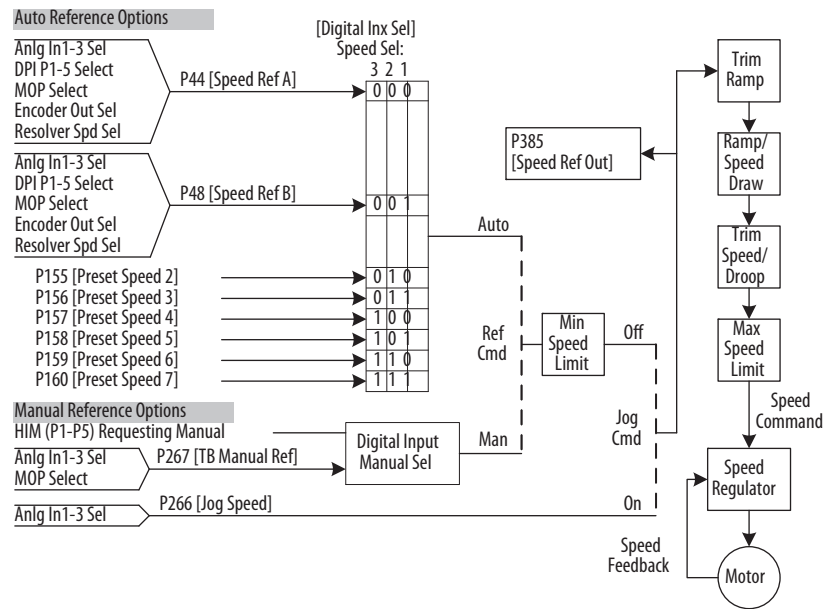 Auto Reference Options
[Digital Inx Sel]
Speed Sel:
3 2 1
Anlg In1-3 Sel
DPI P1-5 Select
MOP Select
Encoder Out Sel
Resolver Spd Sel
P44 [Speed Ref A]
0 0 0
Anlg In1-3 Sel
DPI P1-5 Select
MOP Select
Encoder Out Sel
Resolver Spd Sel
P48 [Speed Ref B]
0 0 1
P155 [Preset Speed 2]
0 1 0
P156 [Preset Speed 3]
0 1 1
P157 [Preset Speed 4]
1 0 0
P158 [Preset Speed 5]
1 0 1
P159 [Preset Speed 6]
1 1 0
P160 [Preset Speed 7]
1 1 1
Auto
Ref
Cmd
Man
Min
Speed
Limit
Off
Jog
Cmd
On
Manual Reference Options
HIM (P1-P5) Requesting Manual
Anlg In1-3 Sel
MOP Select
P267 [TB Manual Ref]
Digital Input
Manual Sel
Anlg In1-3 Sel
P266 [Jog Speed]
P385
[Speed Ref Out]
Trim
Ramp
Ramp/
Speed
Draw
Trim
Speed/
Droop
Max
Speed
Limit
Speed
Command
Speed
Regulator
Speed
Feedback
Motor